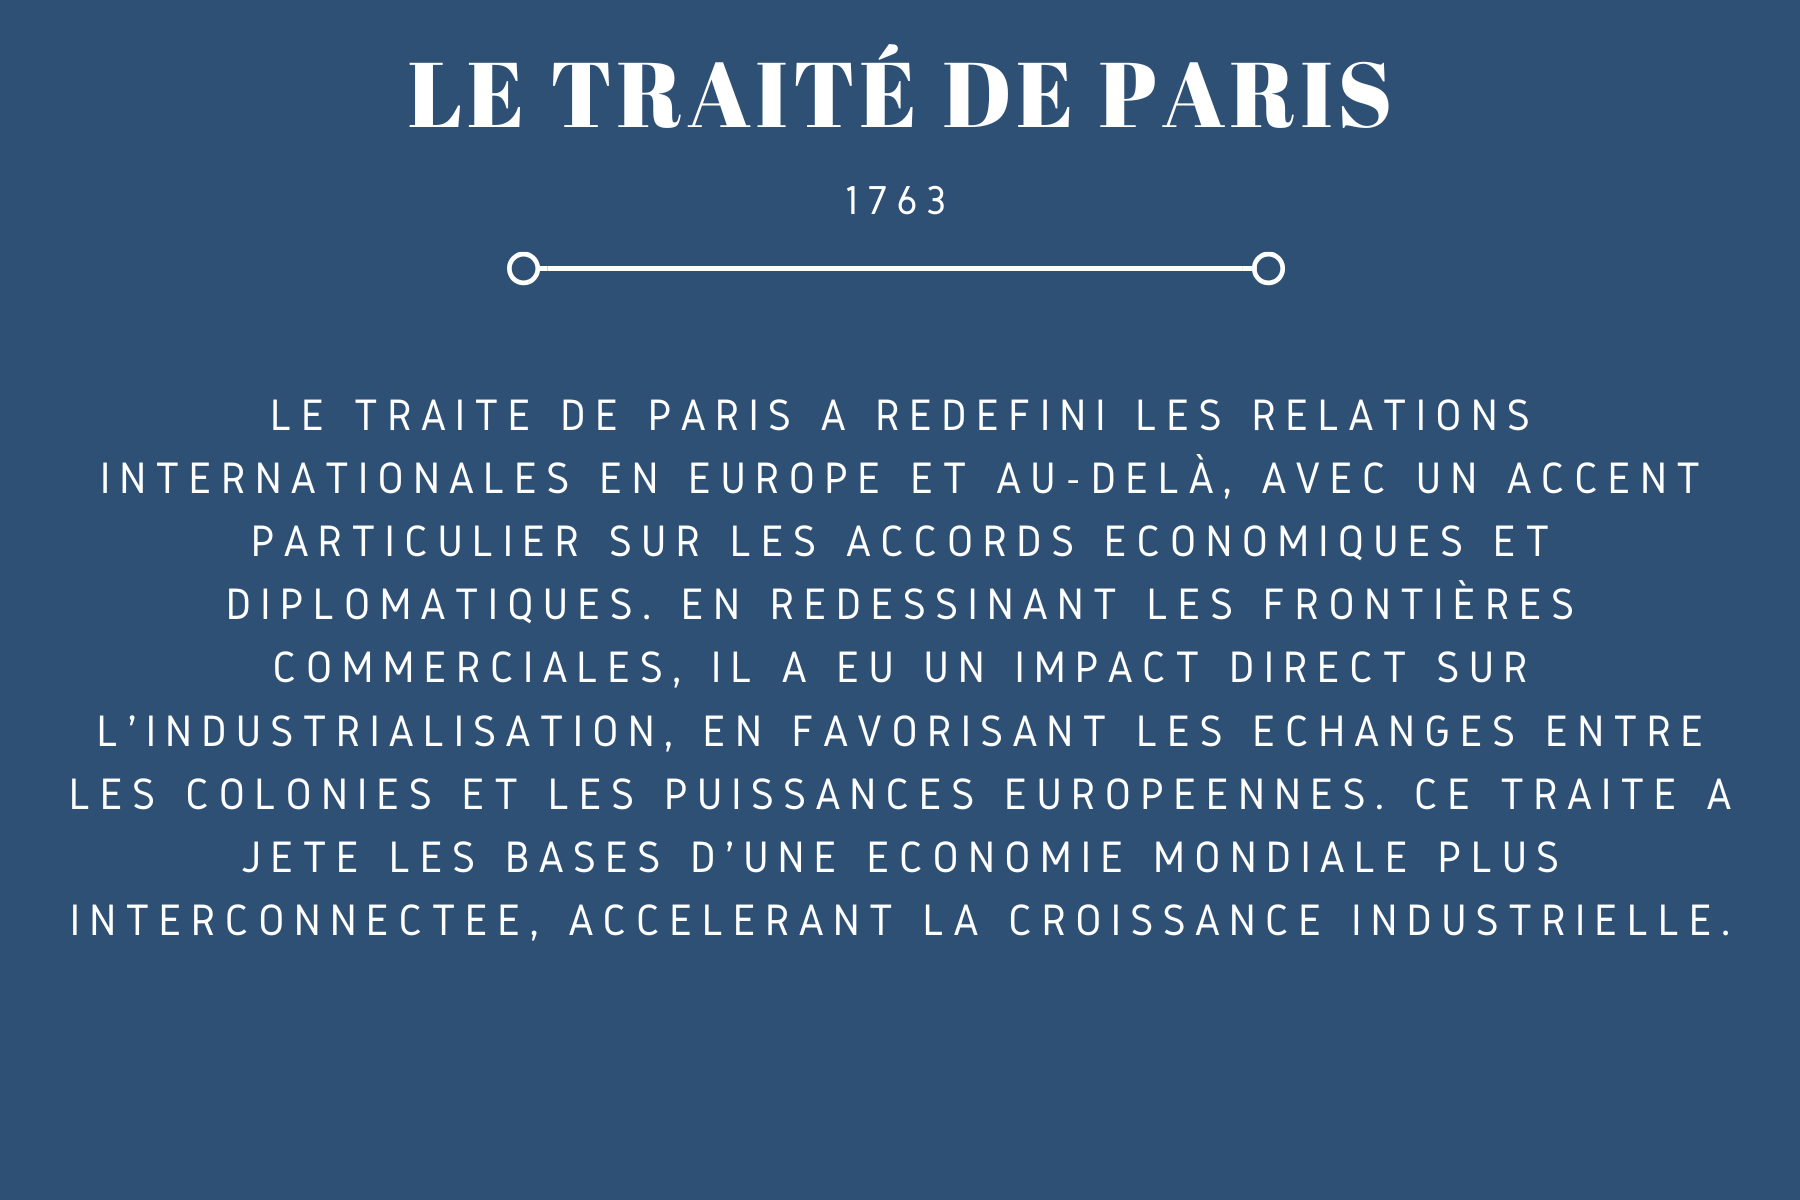 LE TRAITÉ DE PARIS
1763
LE TRAITE DE PARIS A REDEFINI LES RELATIONS
INTERNATIONALES EN EUROPE ET AU-DELÀ, AVEC UN ACCENT
PARTICULIER SUR LES ACCORDS ECONOMIQUES ET
DIPLOMATIQUES. EN REDESSINANT LES FRONTIÈRES
COMMERCIALES, IL A EU UN IMPACT DIRECT SUR
L’INDUSTRIALISATION, EN FAVORISANT LES ECHANGES ENTRE
LES COLONIES ET LES PUISSANCES EUROPEENNES. CE TRAITE A
JETE LES BASES D’UNE ECONOMIE MONDIALE PLUS
INTERCONNECTEE, ACCELERANT LA CROISSANCE INDUSTRIELLE.